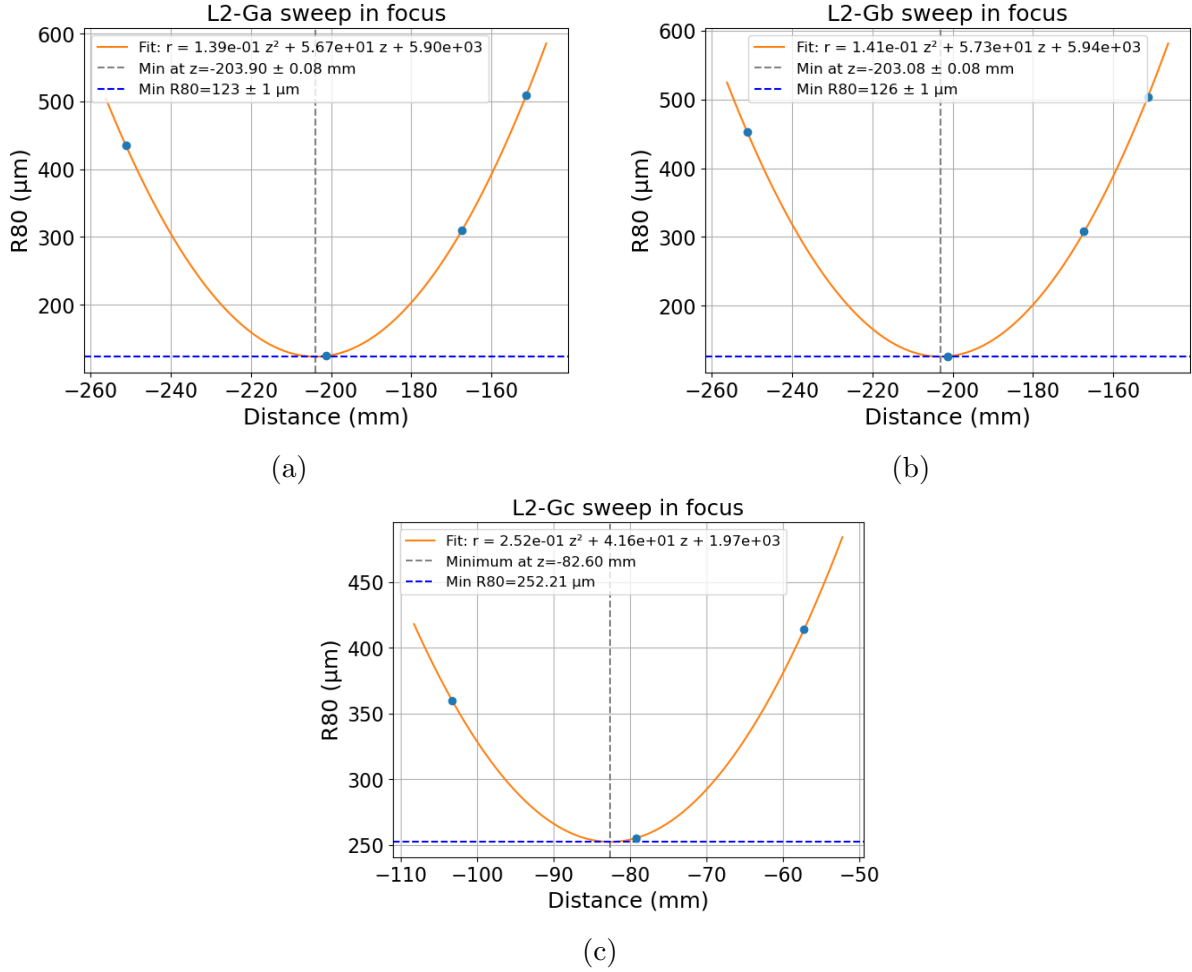 L2-Ga sweep in focus
Fit: r = 1.39e-01 z² + 5.67e+01 z + 5.90e+03
Min at z=-203.90 ± 0.08 mm
Min R80=123 ± 1 μm
R80 (μm)
600
500
400
300
200
−260 −240 −220 −200 −180 −160
Distance (mm)
(a)
L2-Gb sweep in focus
Fit: r = 1.41e-01 z² + 5.73e+01 z + 5.94e+03
Min at z=-203.08 ± 0.08 mm
Min R80=126 ± 1 μm
R80 (μm)
600
500
400
300
200
−260 −240 −220 −200 −180 −160
Distance (mm)
(b)
L2-Gc sweep in focus
Fit: r = 2.52e-01 z² + 4.16e+01 z + 1.97e+03
Minimum at z=-82.60 mm
Min R80=252.21 μm
R80 (μm)
450
400
350
300
250
−110 −100 −90 −80 −70 −60 −50
Distance (mm)
(c)